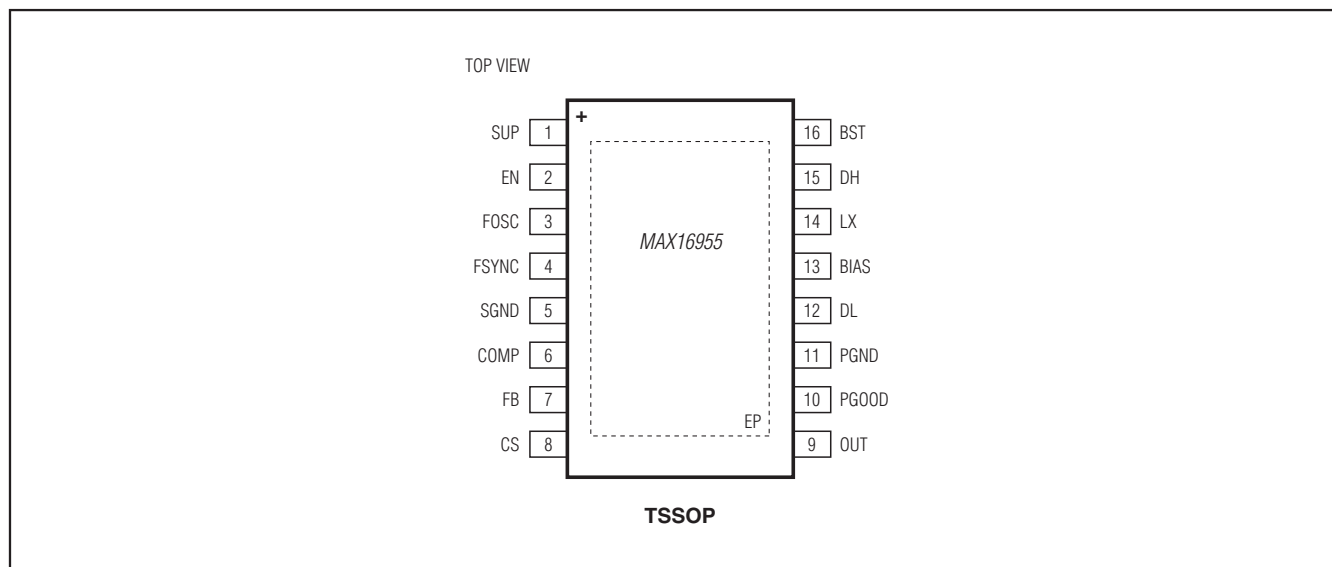 TOP VIEW
+
SUP 1
EN 2
FOSC 3
FSYNC 4
SGND 5
COMP 6
FB 7
CS 8
MAX16955
EP
16 BST
15 DH
14 LX
13 BIAS
12 DL
11 PGND
10 PGOOD
9 OUT
TSSOP